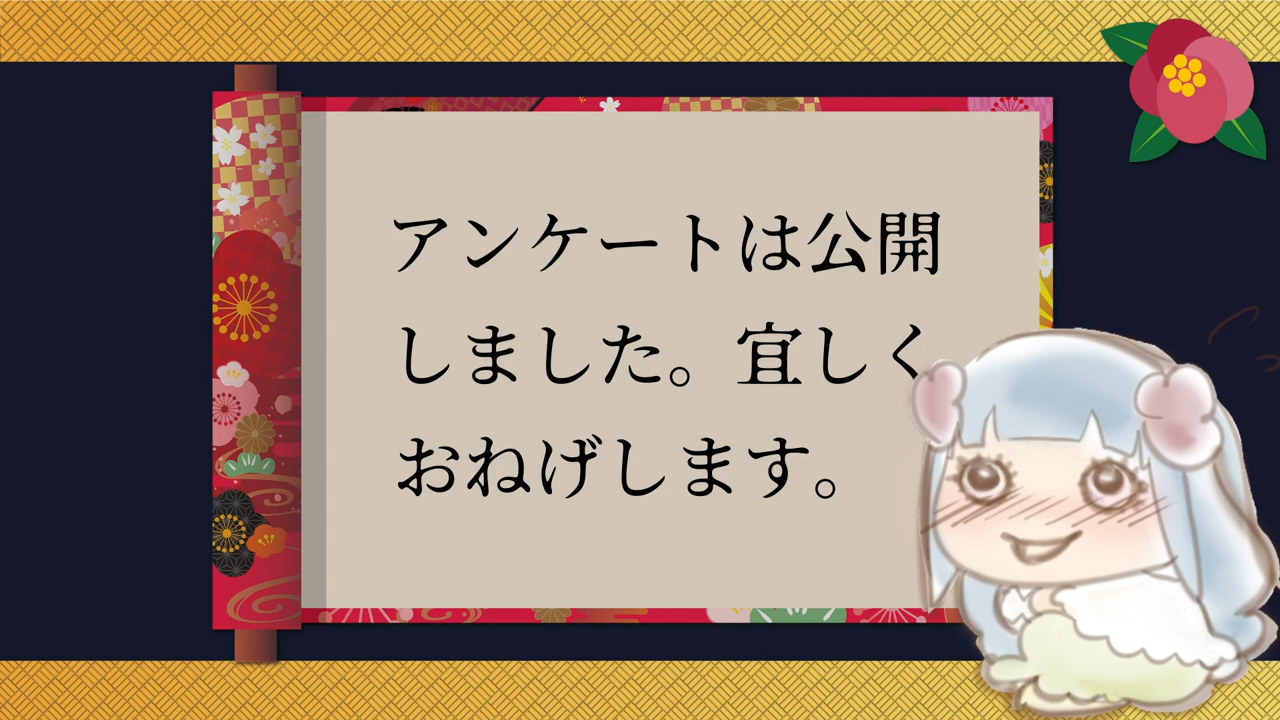 アンケートは公開
しました。宜しく
おねげします。